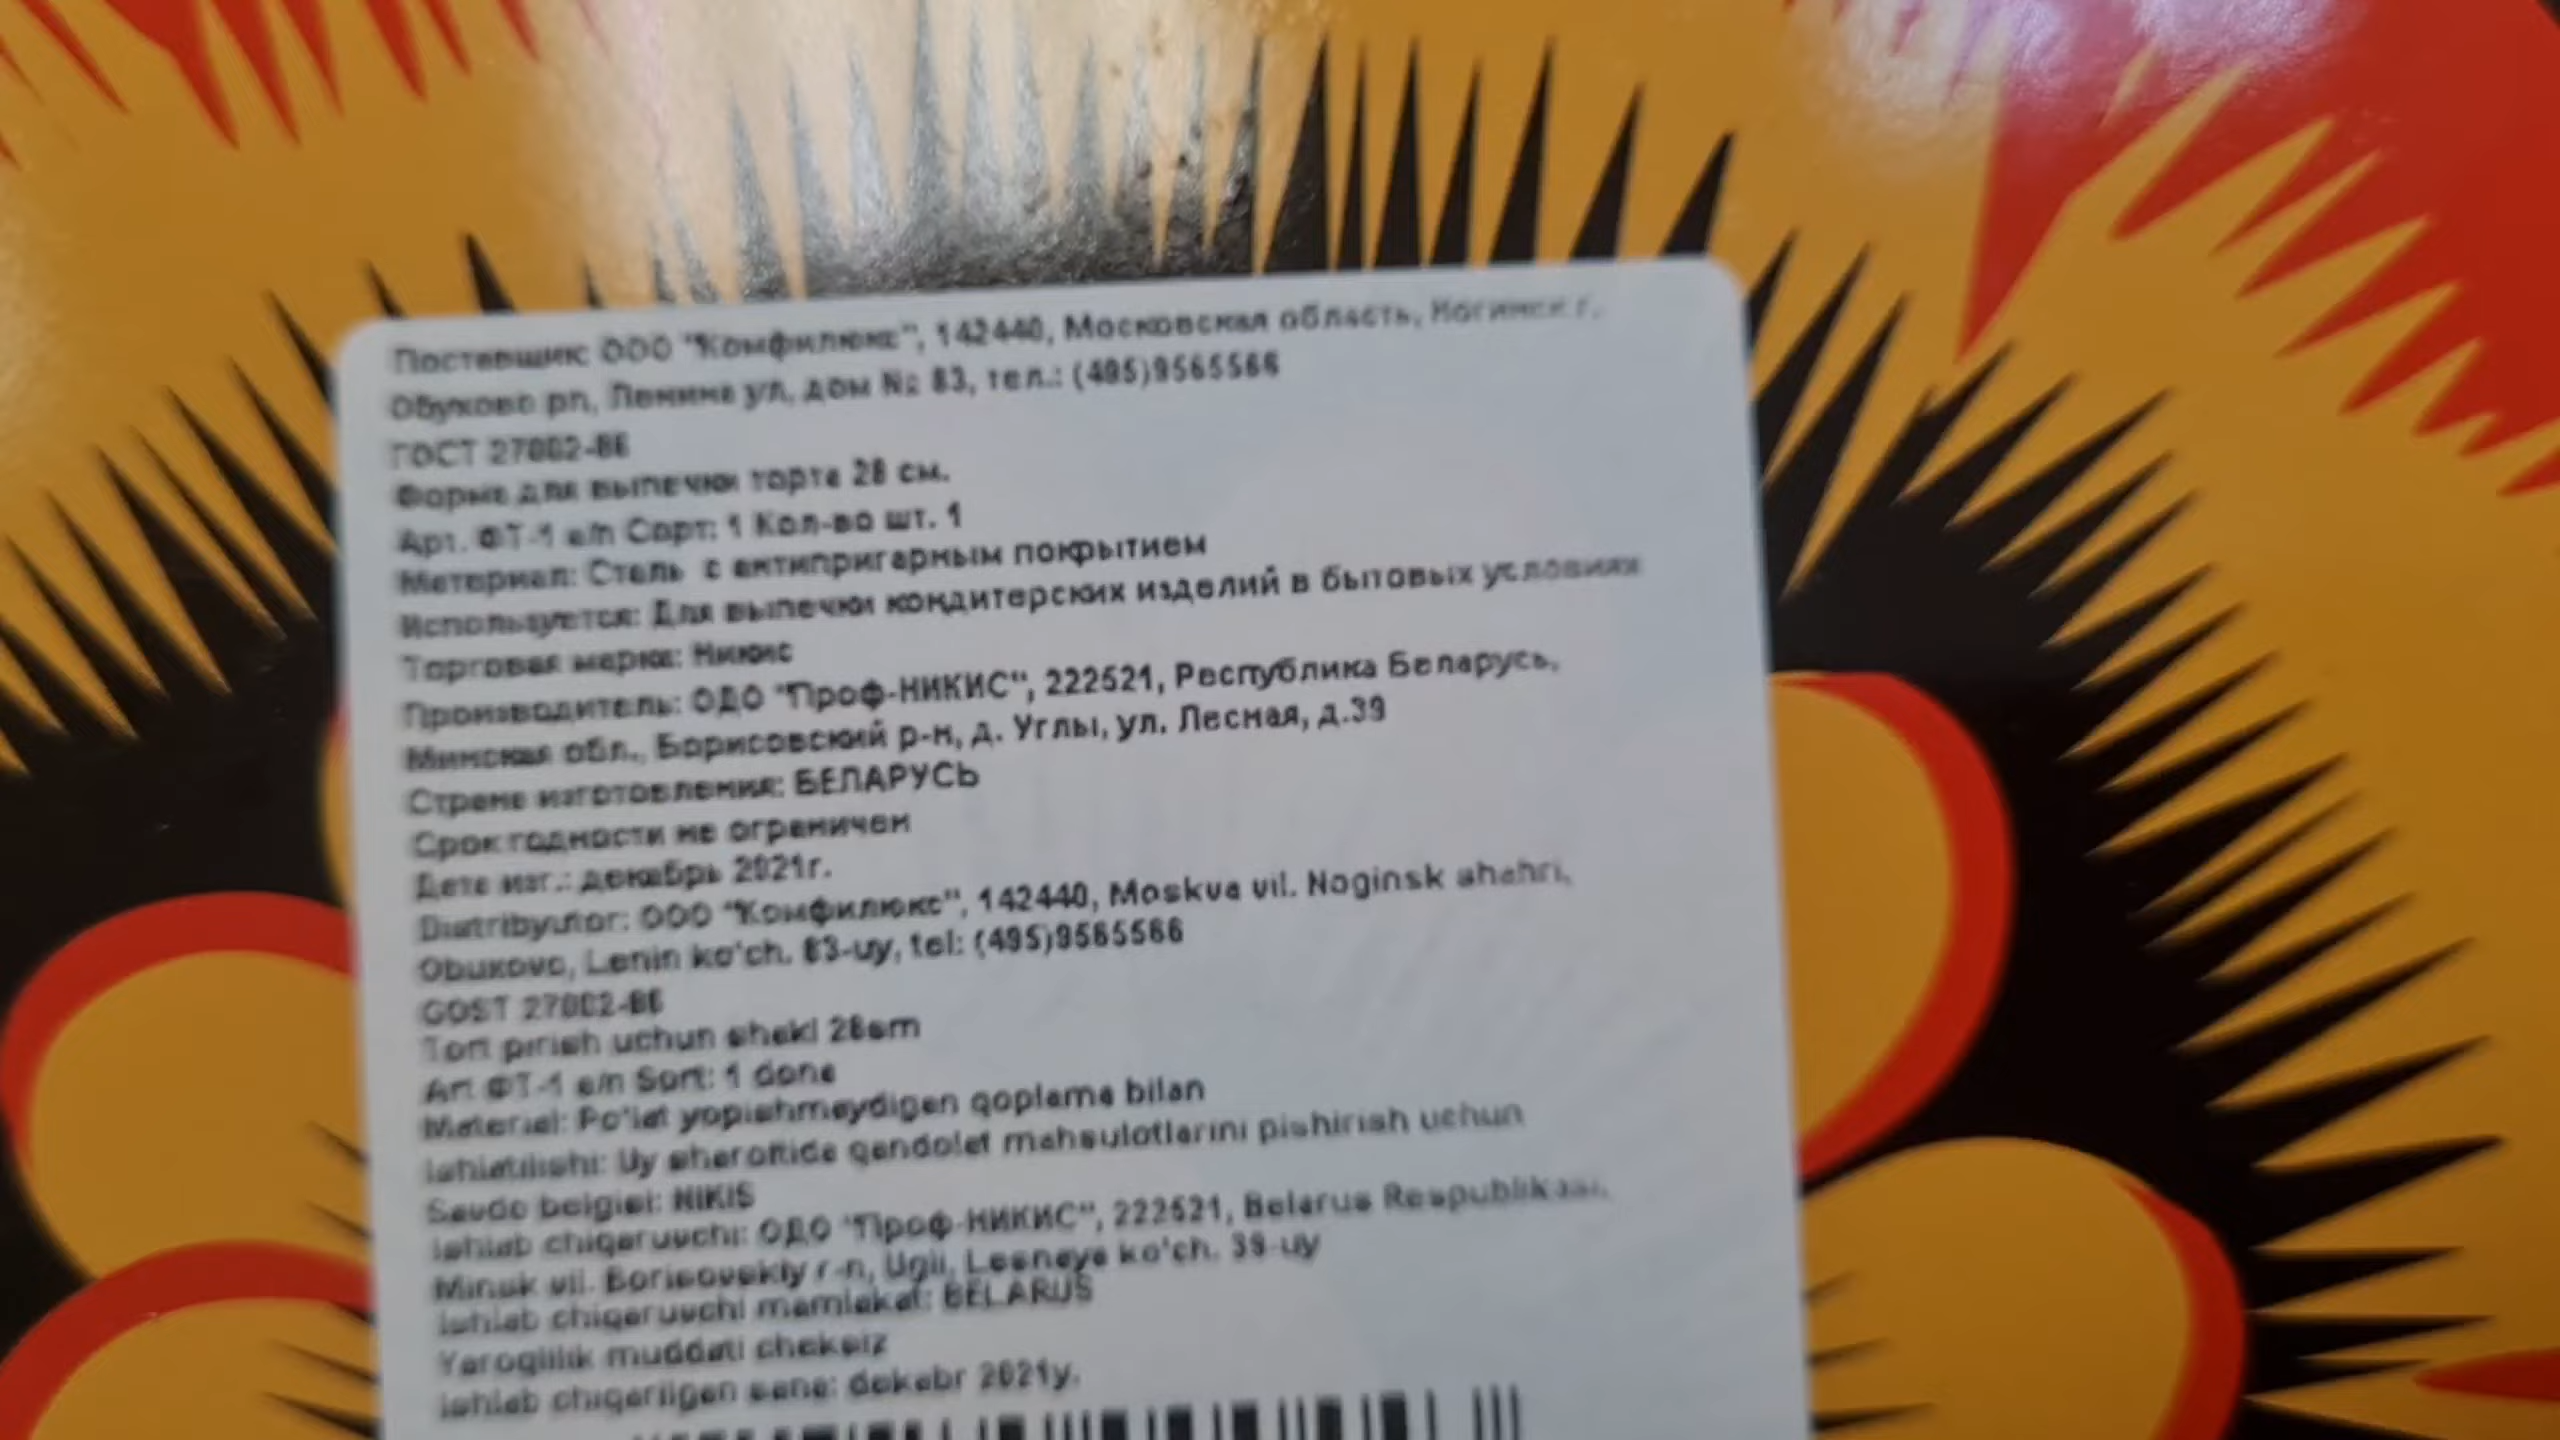 Поставщик: ООО "Комфилюкс", 142440, Московская область, Ногинск г.,
Обухово рп, Ленина ул, дом № 83, тел.: (495)9565566
ГОСТ
Форма для выпечки торта 28 см.
Арт. ФТ-1 а/п Сорт: 1 Кол-во шт. 1
Материал: Сталь с антипригарным покрытием
Используется: Для выпечки кондитерских изделий в бытовых условиях
Торговая марка: Никис
Производитель: ОДО "Проф-НИКИС", 222521, Республика Беларусь,
Минская обл., Борисовский р-н, д. Углы, ул. Лесная, д.39
Страна изготовления: БЕЛАРУСЬ
Срок годности не ограничен
Дата изг.: декабрь 2021г.
Distribyutor: ООО "Комфилюкс", 142440, Moskva vil. Noginsk shahri,
Obuxovo, Lenin ko'ch. 83-uy, tel: (495)9565566
GOST
Tort pirish uchun shakl 28sm
Art ФТ-1 а/п Sort: 1 dona
Material: Po'lat yopishmaydigan qoplama bilan
Ishlatilishi: Uy sharoitida qandolat mahsulotlarini pishirish uchun
Savdo belgisi: NIKIS
Ishlab chiqaruvchi: ОДО "Проф-НИКИС", 222521, Belarus Respublikasi,
Minsk vil. Borisovskiy r-n, Ugli, Lesnaya ko'ch. 39-uy
Ishlab chiqaruvchi mamlakat: BELARUS
Yaroqlilik muddati cheksiz
Ishlab chiqarilgan sana: dekabr 2021y.